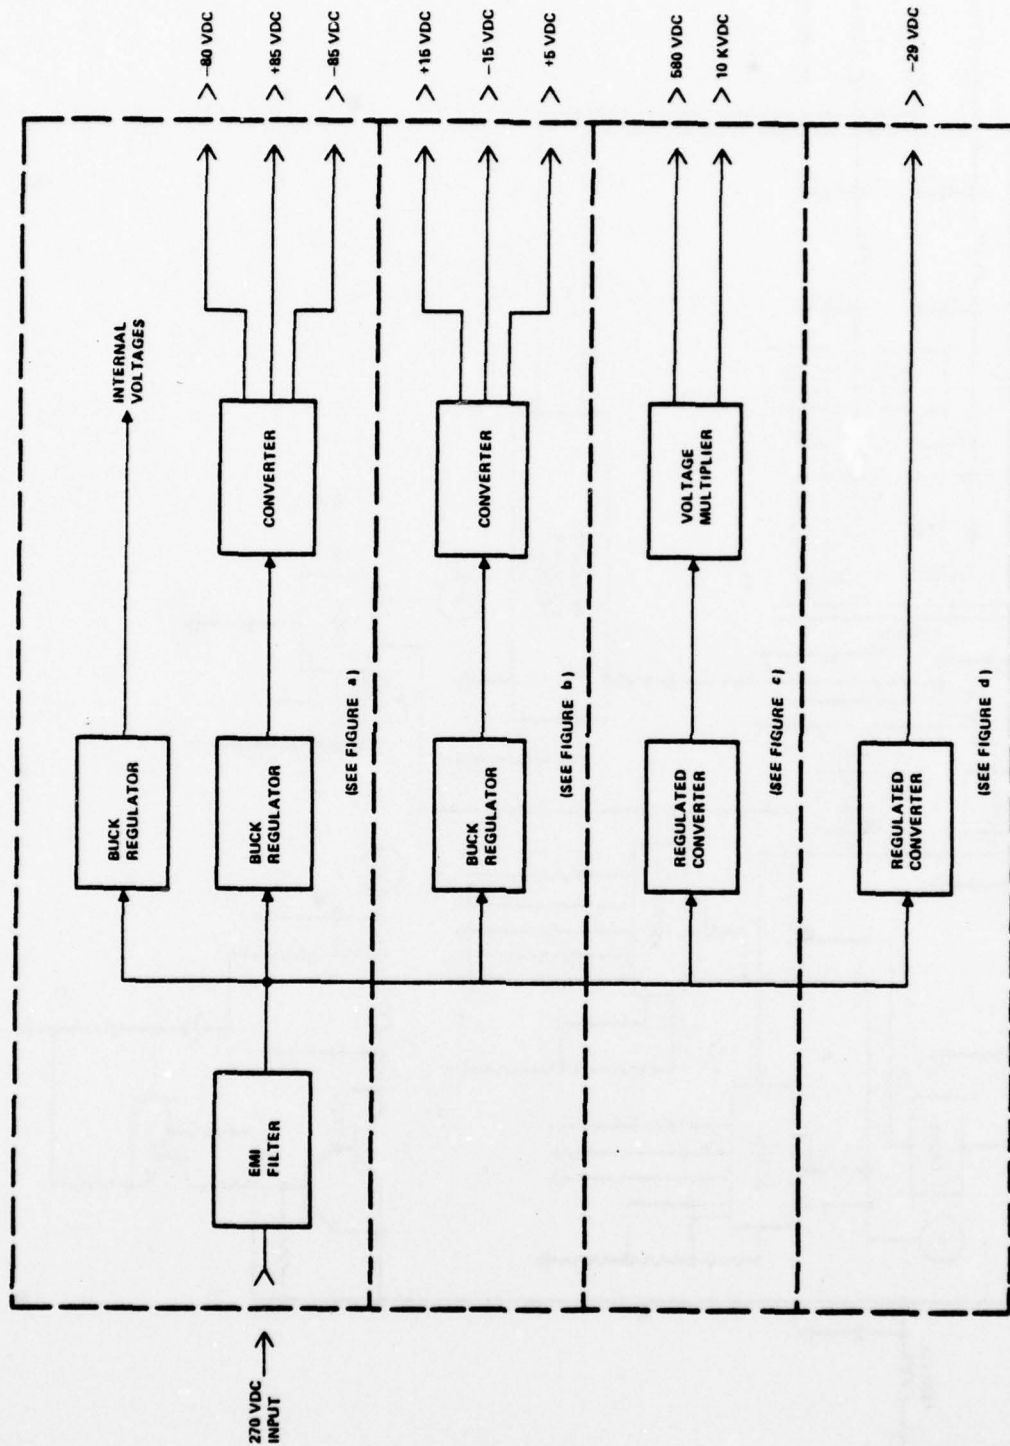 270 VDC
INPUT
EMI
FILTER
BUCK
REGULATOR
INTERNAL
VOLTAGES
BUCK
REGULATOR
CONVERTER
−80 VDC
+85 VDC
−85 VDC
(SEE FIGURE a)
BUCK
REGULATOR
CONVERTER
+15 VDC
−15 VDC
+5 VDC
(SEE FIGURE b)
REGULATED
CONVERTER
VOLTAGE
MULTIPLIER
580 VDC
10 KVDC
(SEE FIGURE c)
REGULATED
CONVERTER
−29 VDC
(SEE FIGURE d)